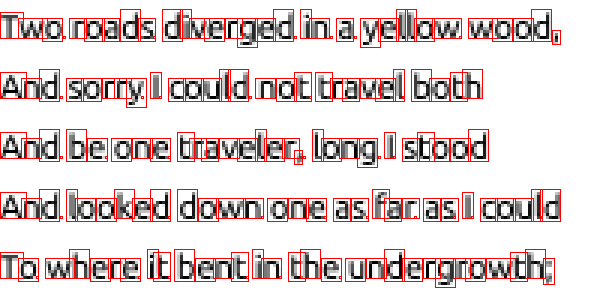 Two roads diverged in a yellow wood,
And sorry I could not travel both
And be one traveler, long I stood
And looked down one as far as I could
To where it bent in the undergrowth;